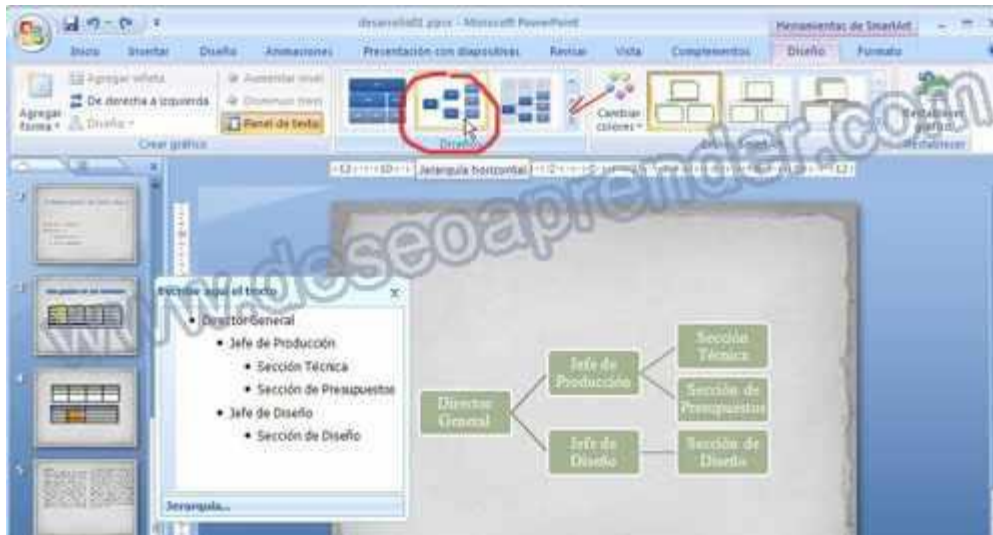 desarrollo01.pptx - Microsoft PowerPoint
Herramientas de SmartArt
Inicio Insertar Diseño Animaciones Presentación con diapositivas Revisar Vista Complementos Diseño Formato
Agregar forma
Agregar viñeta
De derecha a izquierda
Diseño
Aumentar nivel
Disminuir nivel
Panel de texto
Crear gráfico
Diseños
Cambiar colores
Restablecer gráfico
Restablecer
Jerarquía horizontal
www.deseoaprender.com
Escribir aquí el texto x
Director General
Jefe de Producción
Sección Técnica
Sección de Presupuestos
Jefe de Diseño
Sección de Diseño
Jerarquía...
Director
General
Jefe de
Producción
Jefe de
Diseño
Sección
Técnica
Sección de
Presupuestos
Sección de
Diseño